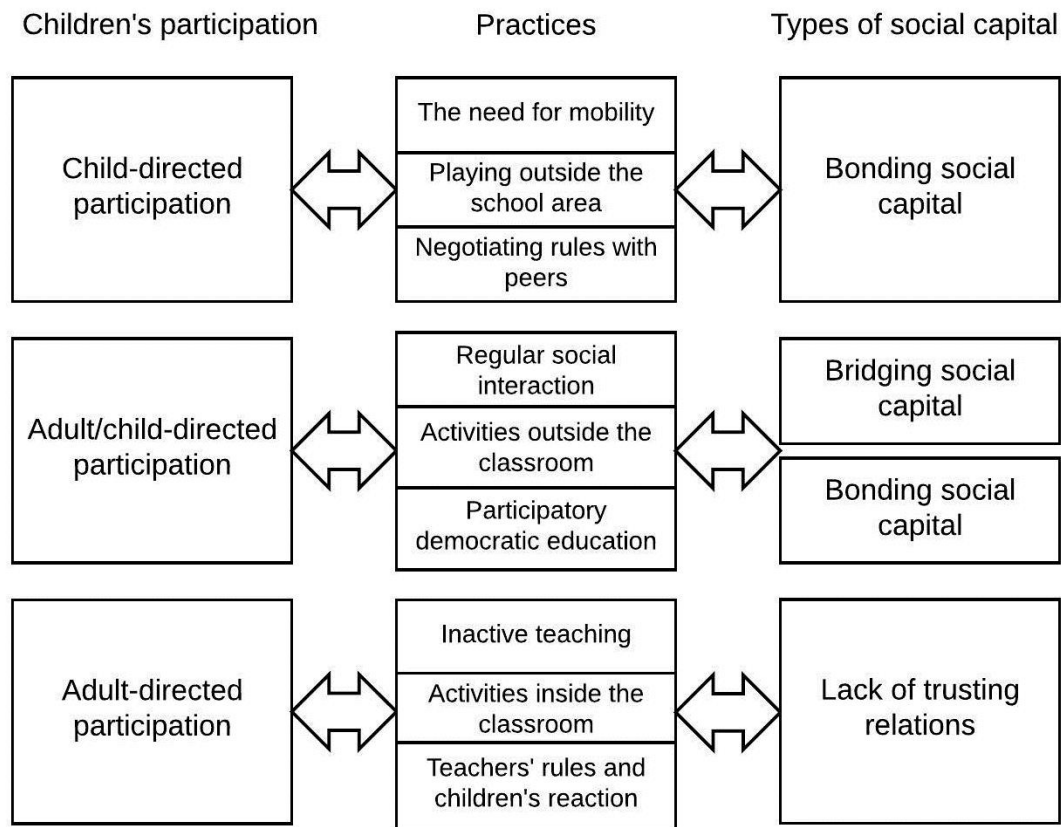 Children's participation
Practices
Types of social capital
Child-directed
participation
The need for mobility
Playing outside the
school area
Negotiating rules with
peers
Bonding social
capital
Adult/child-directed
participation
Regular social
interaction
Activities outside the
classroom
Participatory
democratic education
Bridging social
capital
Bonding social
capital
Adult-directed
participation
Inactive teaching
Activities inside the
classroom
Teachers' rules and
children's reaction
Lack of trusting
relations